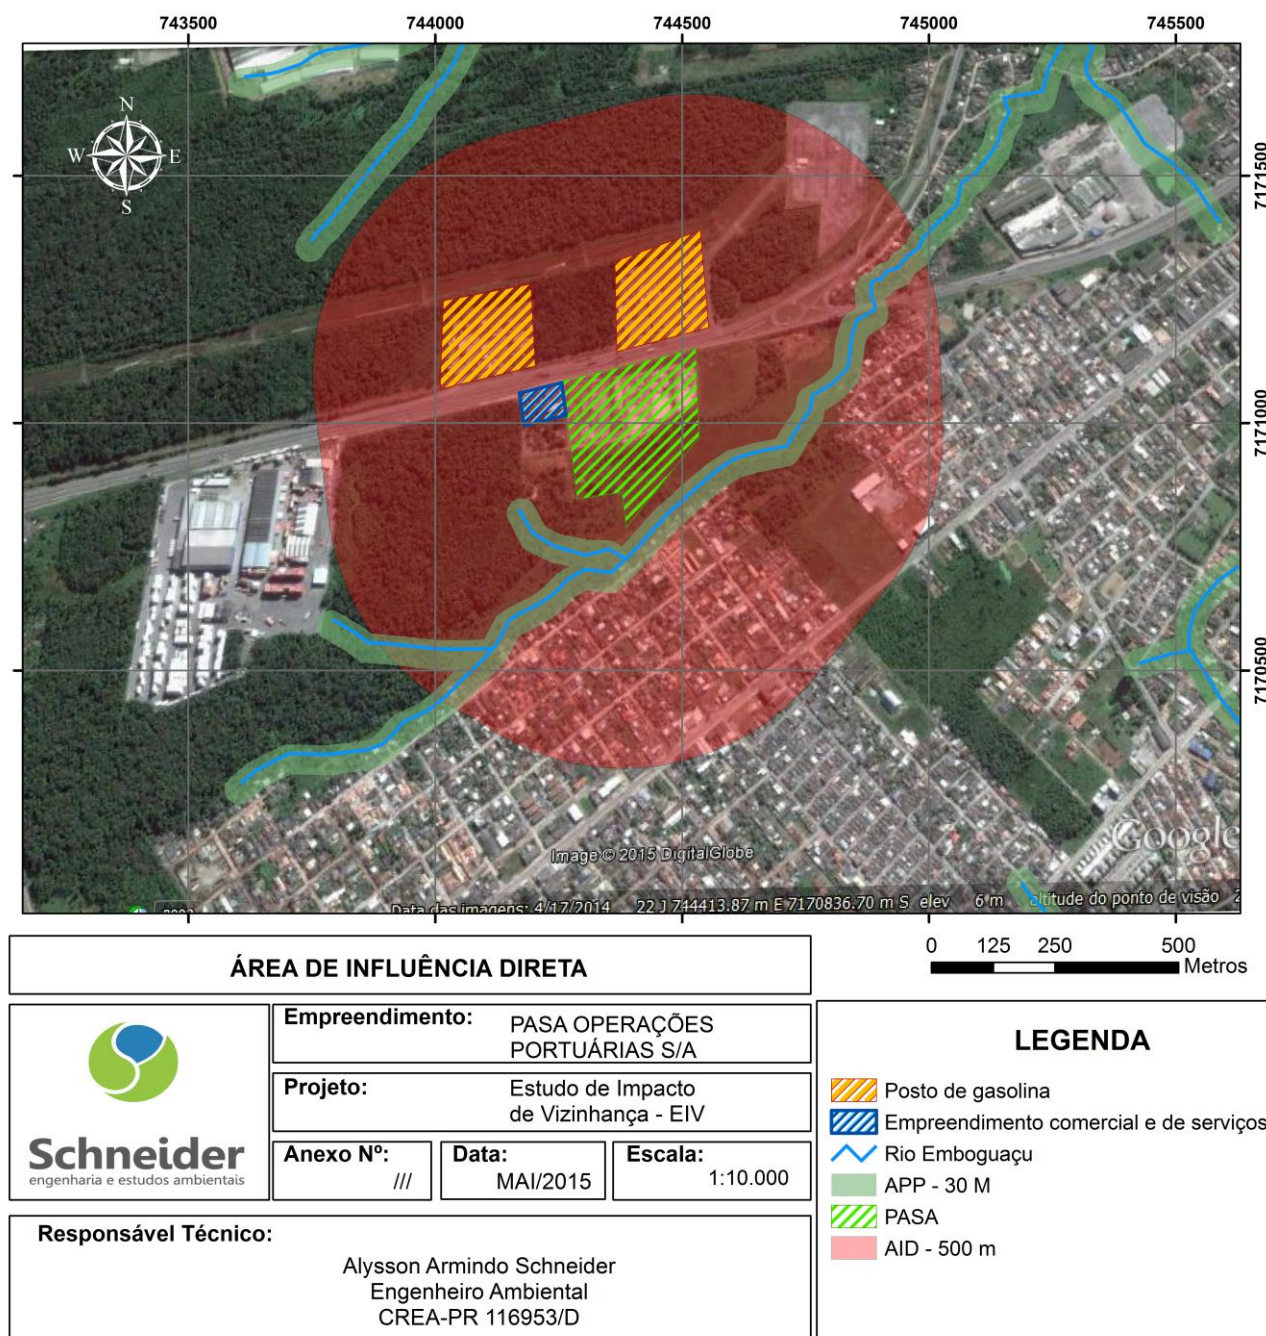 743500 744000 744500 745000 745500
N
W E
S
7171500
7171000
7170500
Google
Image © 2015 DigitalGlobe
Data das imagens: 4/17/2014 22 J 744413.87 m E 7170836.70 m S elev 6 m altitude do ponto de visão
ÁREA DE INFLUÊNCIA DIRETA
0 125 250 500
Metros
Empreendimento: PASA OPERAÇÕES
PORTUÁRIAS S/A
Projeto: Estudo de Impacto
de Vizinhança - EIV
Schneider
engenharia e estudos ambientais
Anexo Nº: Data: Escala:
/// MAI/2015 1:10.000
Responsável Técnico:
Alysson Armindo Schneider
Engenheiro Ambiental
CREA-PR 116953/D
LEGENDA
Posto de gasolina
Empreendimento comercial e de serviços
Rio Emboguaçu
APP - 30 M
PASA
AID - 500 m